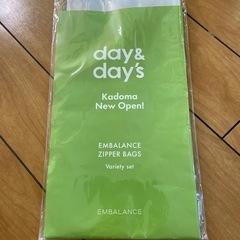 day&
day's
Kadoma
New Open!
EMBALANCE
ZIPPER BAGS
Variety set
EMBALANCE